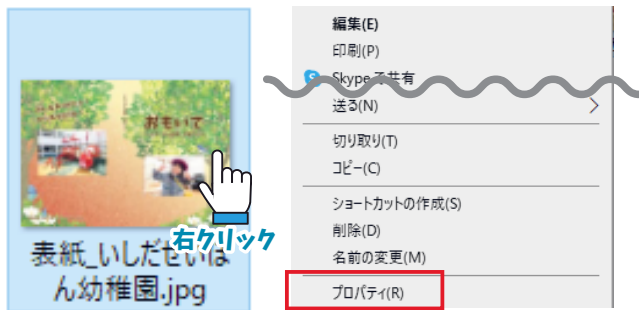 おもいで
右クリック
表紙_いしだせいほ
ん幼稚園.jpg
編集(E)
印刷(P)
Skype
共有
送る(N)
切り取り(T)
コピー(C)
ショートカットの作成(S)
削除(D)
名前の変更(M)
プロパティ(R)